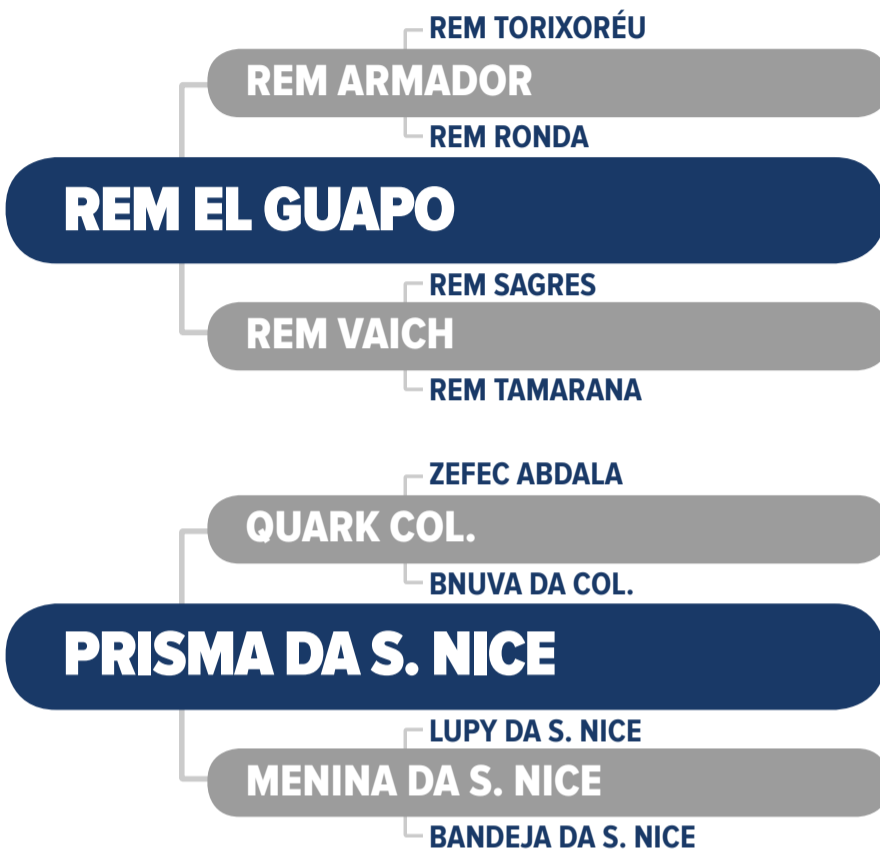 REM TORIXORÉU
REM ARMADOR
REM RONDA
REM EL GUAPO
REM SAGRES
REM VAICH
REM TAMARANA
ZEFEC ABDALA
QUARK COL.
BNUVA DA COL.
PRISMA DA S. NICE
LUPY DA S. NICE
MENINA DA S. NICE
BANDEJA DA S. NICE